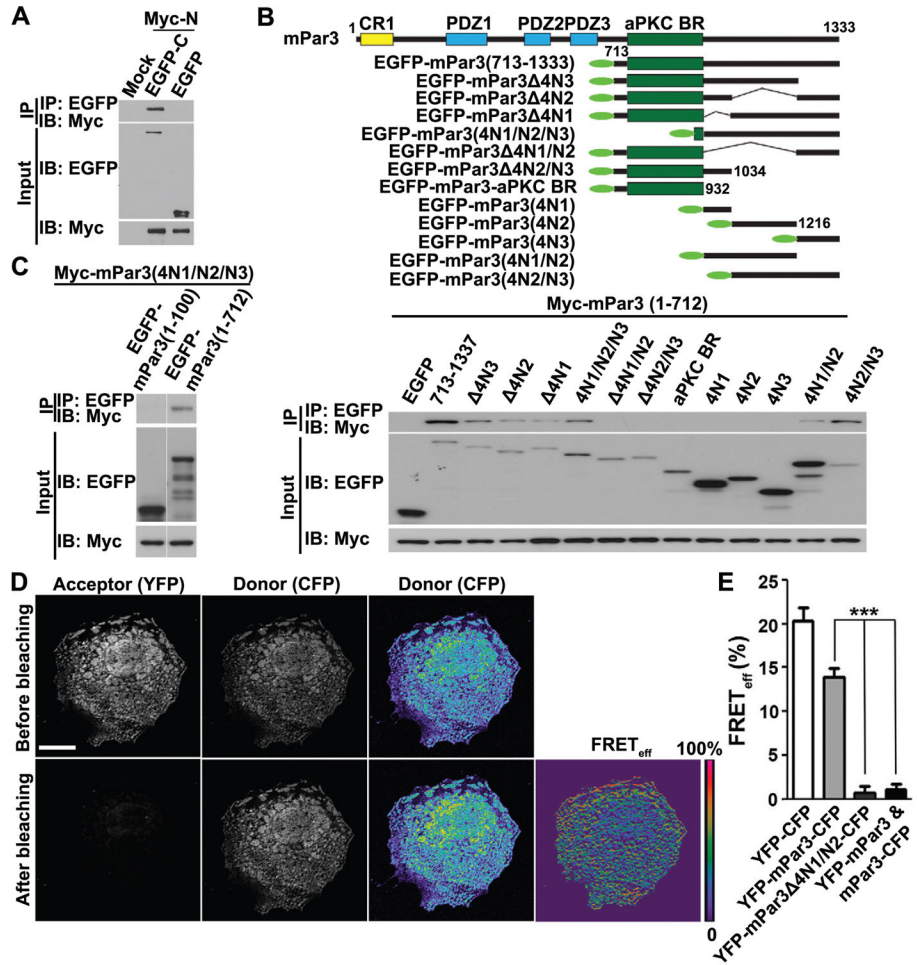 A
Myc-N
Mock
EGFP-C
EGFP
IP
IP: EGFP
IB: Myc
Input
IB: EGFP
IB: Myc
B
mPar3
1
CR1
PDZ1
PDZ2
PDZ3
aPKC BR
1333
713
EGFP-mPar3(713-1333)
EGFP-mPar3Δ4N3
EGFP-mPar3Δ4N2
EGFP-mPar3Δ4N1
EGFP-mPar3(4N1/N2/N3)
EGFP-mPar3Δ4N1/N2
EGFP-mPar3Δ4N2/N3
1034
EGFP-mPar3-aPKC BR
932
EGFP-mPar3(4N1)
EGFP-mPar3(4N2)
1216
EGFP-mPar3(4N3)
EGFP-mPar3(4N1/N2)
EGFP-mPar3(4N2/N3)
Myc-mPar3 (1-712)
EGFP
713-1337
Δ4N3
Δ4N2
Δ4N1
4N1/N2/N3
Δ4N1/N2
Δ4N2/N3
aPKC BR
4N1
4N2
4N3
4N1/N2
4N2/N3
IP
IP: EGFP
IB: Myc
Input
IB: EGFP
IB: Myc
C
Myc-mPar3(4N1/N2/N3)
EGFP-
mPar3(1-100)
EGFP-
mPar3(1-712)
IP
IP: EGFP
IB: Myc
Input
IB: EGFP
IB: Myc
D
Acceptor (YFP)
Donor (CFP)
Donor (CFP)
Before bleaching
After bleaching
FRETeff
100%
0
E
FRETeff (%)
25
20
15
10
5
0
***
YFP-CFP
YFP-mPar3-CFP
YFP-mPar3Δ4N1/N2-CFP
YFP-mPar3 &
mPar3-CFP